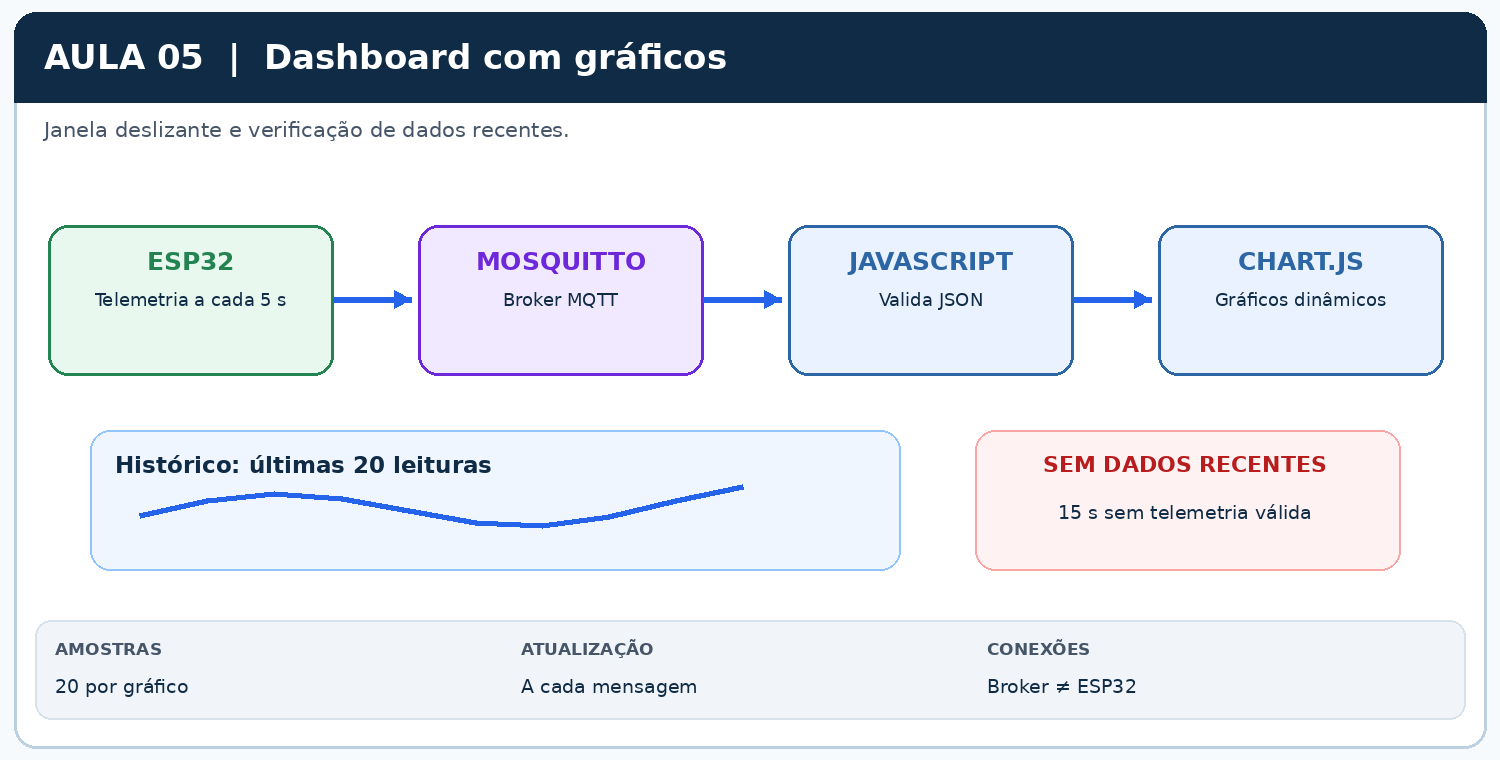 AULA 05 | Dashboard com gráficos
Janela deslizante e verificação de dados recentes.
ESP32
Telemetria a cada 5 s
MOSQUITTO
Broker MQTT
JAVASCRIPT
Valida JSON
CHART.JS
Gráficos dinâmicos
Histórico: últimas 20 leituras
SEM DADOS RECENTES
15 s sem telemetria válida
AMOSTRAS
20 por gráfico
ATUALIZAÇÃO
A cada mensagem
CONEXÕES
Broker ≠ ESP32